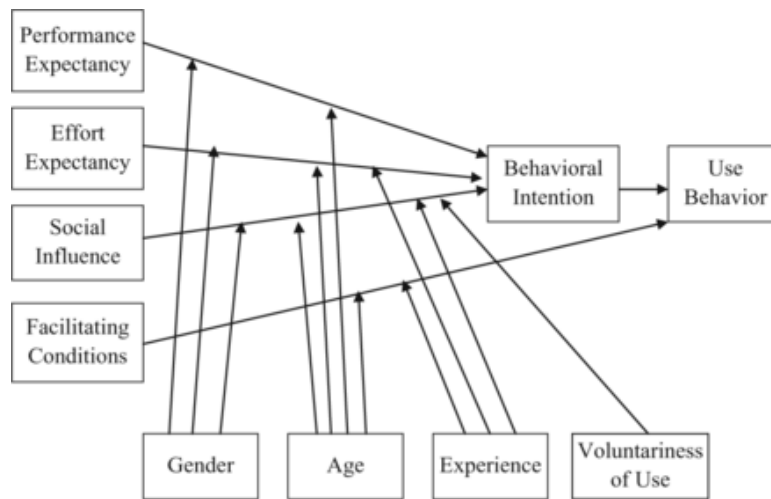 Performance
Expectancy
Effort
Expectancy
Behavioral
Intention
Use
Behavior
Social
Influence
Facilitating
Conditions
Gender
Age
Experience
Voluntariness
of Use